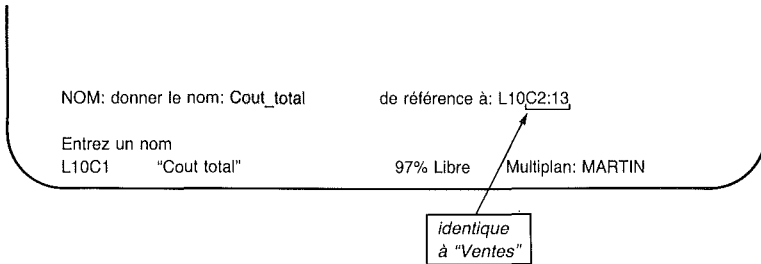 NOM: donner le nom: Cout_total de référence à: L10C2:13
Entrez un nom
L10C1 "Cout total" 97% Libre Multiplan: MARTIN
identique
à "Ventes"